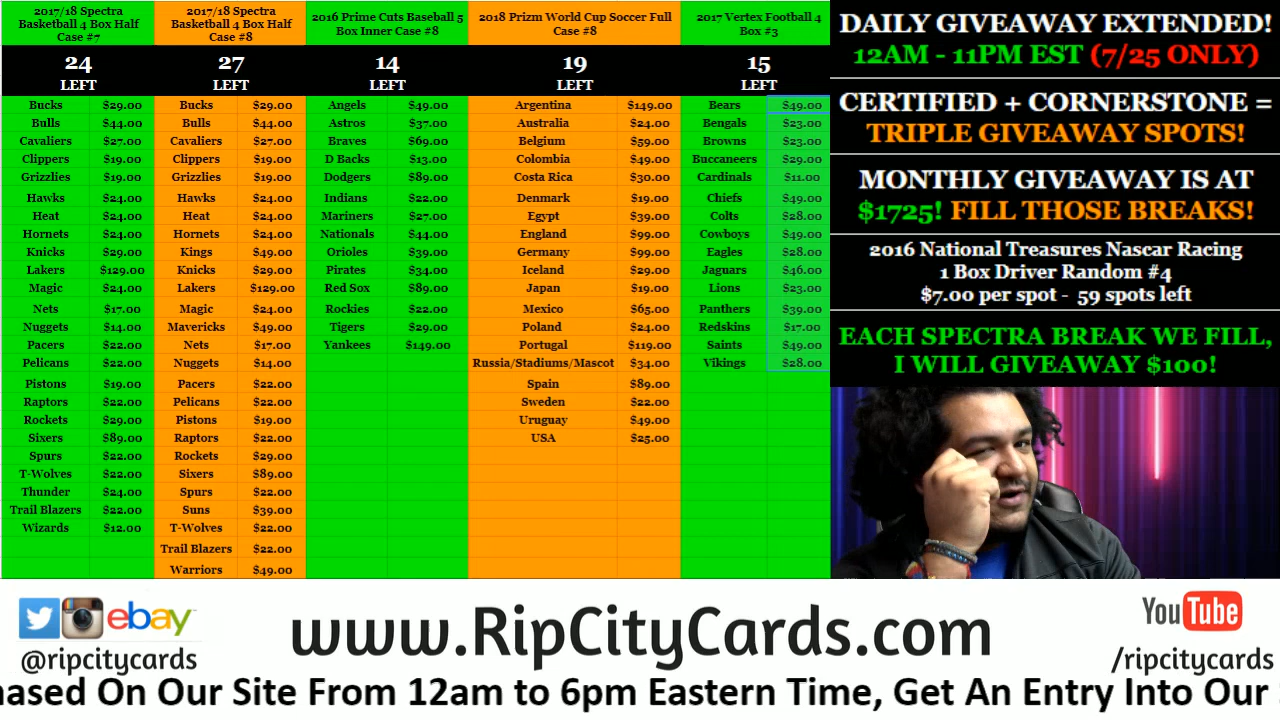 2017/18 Spectra
Basketball 4 Box Half
Case #7
24
LEFT
Bucks $29.00
Bulls $44.00
Cavaliers $27.00
Clippers $19.00
Grizzlies $19.00
Hawks $24.00
Heat $24.00
Hornets $24.00
Knicks $29.00
Lakers $129.00
Magic $24.00
Nets $17.00
Nuggets $14.00
Pacers $22.00
Pelicans $22.00
Pistons $19.00
Raptors $22.00
Rockets $29.00
Sixers $89.00
Spurs $22.00
T-Wolves $22.00
Thunder $24.00
Trail Blazers $22.00
Wizards $12.00
2017/18 Spectra
Basketball 4 Box Half
Case #8
27
LEFT
Bucks $29.00
Bulls $44.00
Cavaliers $27.00
Clippers $19.00
Grizzlies $19.00
Hawks $24.00
Heat $24.00
Hornets $24.00
Kings $49.00
Knicks $29.00
Lakers $129.00
Magic $24.00
Mavericks $49.00
Nets $17.00
Nuggets $14.00
Pacers $22.00
Pelicans $22.00
Pistons $19.00
Raptors $22.00
Rockets $29.00
Sixers $89.00
Spurs $22.00
Suns $39.00
T-Wolves $22.00
Trail Blazers $22.00
Warriors $49.00
2016 Prime Cuts Baseball 5
Box Inner Case #8
14
LEFT
Angels $49.00
Astros $37.00
Braves $69.00
D Backs $13.00
Dodgers $89.00
Indians $22.00
Mariners $27.00
Nationals $44.00
Orioles $39.00
Pirates $34.00
Red Sox $89.00
Rockies $22.00
Tigers $29.00
Yankees $149.00
2018 Prizm World Cup Soccer Full
Case #8
19
LEFT
Argentina $149.00
Australia $24.00
Belgium $59.00
Colombia $49.00
Costa Rica $30.00
Denmark $19.00
Egypt $39.00
England $99.00
Germany $99.00
Iceland $29.00
Japan $19.00
Mexico $65.00
Poland $24.00
Portugal $119.00
Russia/Stadiums/Mascot $34.00
Spain $89.00
Sweden $22.00
Uruguay $49.00
USA $25.00
2017 Vertex Football 4
Box #3
15
LEFT
Bears $49.00
Bengals $23.00
Browns $23.00
Buccaneers $29.00
Cardinals $11.00
Chiefs $49.00
Colts $28.00
Cowboys $49.00
Eagles $28.00
Jaguars $46.00
Lions $23.00
Panthers $39.00
Redskins $17.00
Saints $49.00
Vikings $28.00
DAILY GIVEAWAY EXTENDED!
12AM - 11PM EST (7/25 ONLY)
CERTIFIED + CORNERSTONE =
TRIPLE GIVEAWAY SPOTS!
MONTHLY GIVEAWAY IS AT
$1725! FILL THOSE BREAKS!
2016 National Treasures Nascar Racing
1 Box Driver Random #4
$7.00 per spot - 59 spots left
EACH SPECTRA BREAK WE FILL,
I WILL GIVEAWAY $100!
ebay
@ripcitycards
www.RipCityCards.com
YouTube
/ripcitycards
hased On Our Site From 12am to 6pm Eastern Time, Get An Entry Into Our